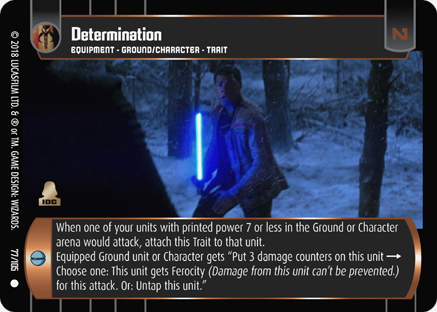 Determination
EQUIPMENT - GROUND/CHARACTER - TRAIT
N
© 2018 LUCASFILM LTD. & ® or TM. GAME DESIGN: WIZARDS.
IDC
77/105
When one of your units with printed power 7 or less in the Ground or Character
arena would attack, attach this Trait to that unit.
Equipped Ground unit or Character gets “Put 3 damage counters on this unit →
Choose one: This unit gets Ferocity (Damage from this unit can't be prevented.)
for this attack. Or: Untap this unit.”